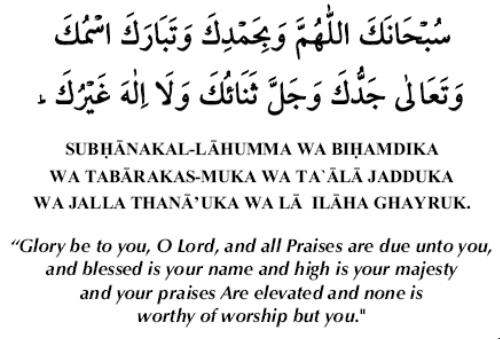 سُبْحَانَكَ اللّٰهُمَّ وَبِحَمْدِكَ وَتَبَارَكَ اسْمُكَ
وَتَعَالٰى جَدُّكَ وَجَلَّ ثَنَائُكَ وَلَا اِلٰهَ غَيْرُكَ ؕ
SUBḤĀNAKAL-LĀHUMMA WA BIḤAMDIKA
WA TABĀRAKAS-MUKA WA TA`ĀLĀ JADDUKA
WA JALLA THANĀ’UKA WA LĀ ILĀHA GHAYRUK.
“Glory be to you, O Lord, and all Praises are due unto you,
and blessed is your name and high is your majesty
and your praises Are elevated and none is
worthy of worship but you."